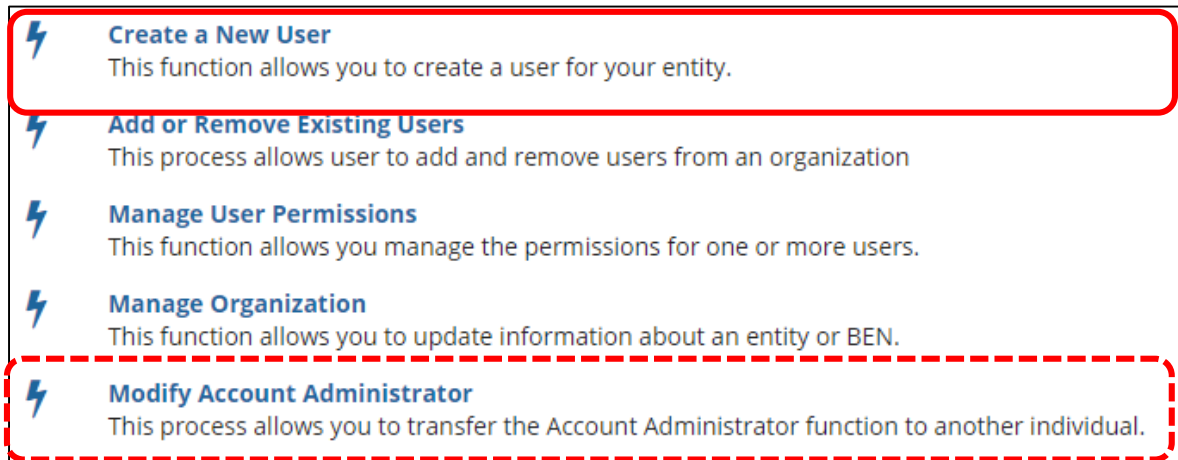 Create a New User
This function allows you to create a user for your entity.
Add or Remove Existing Users
This process allows user to add and remove users from an organization
Manage User Permissions
This function allows you manage the permissions for one or more users.
Manage Organization
This function allows you to update information about an entity or BEN.
Modify Account Administrator
This process allows you to transfer the Account Administrator function to another individual.